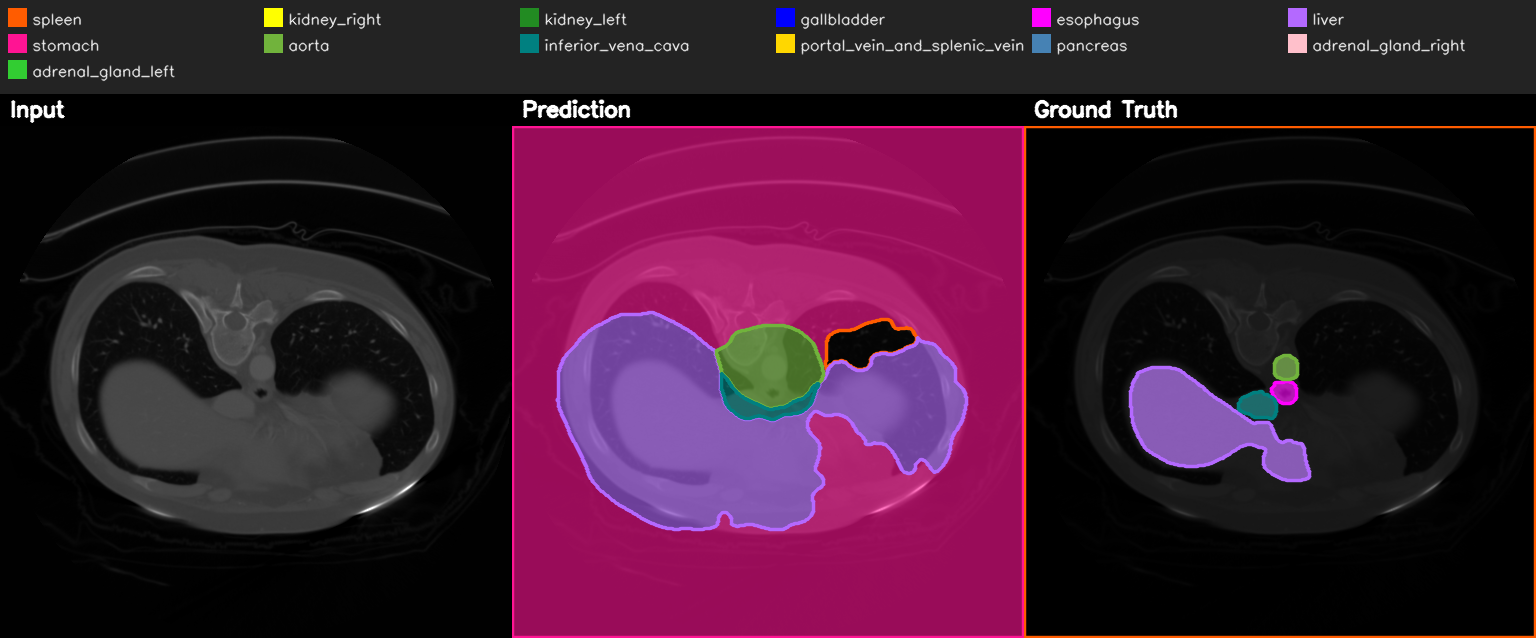 spleen kidney_right kidney_left gallbladder esophagus liver
stomach aorta inferior_vena_cava portal_vein_and_splenic_vein pancreas adrenal_gland_right
adrenal_gland_left
Input Prediction Ground Truth